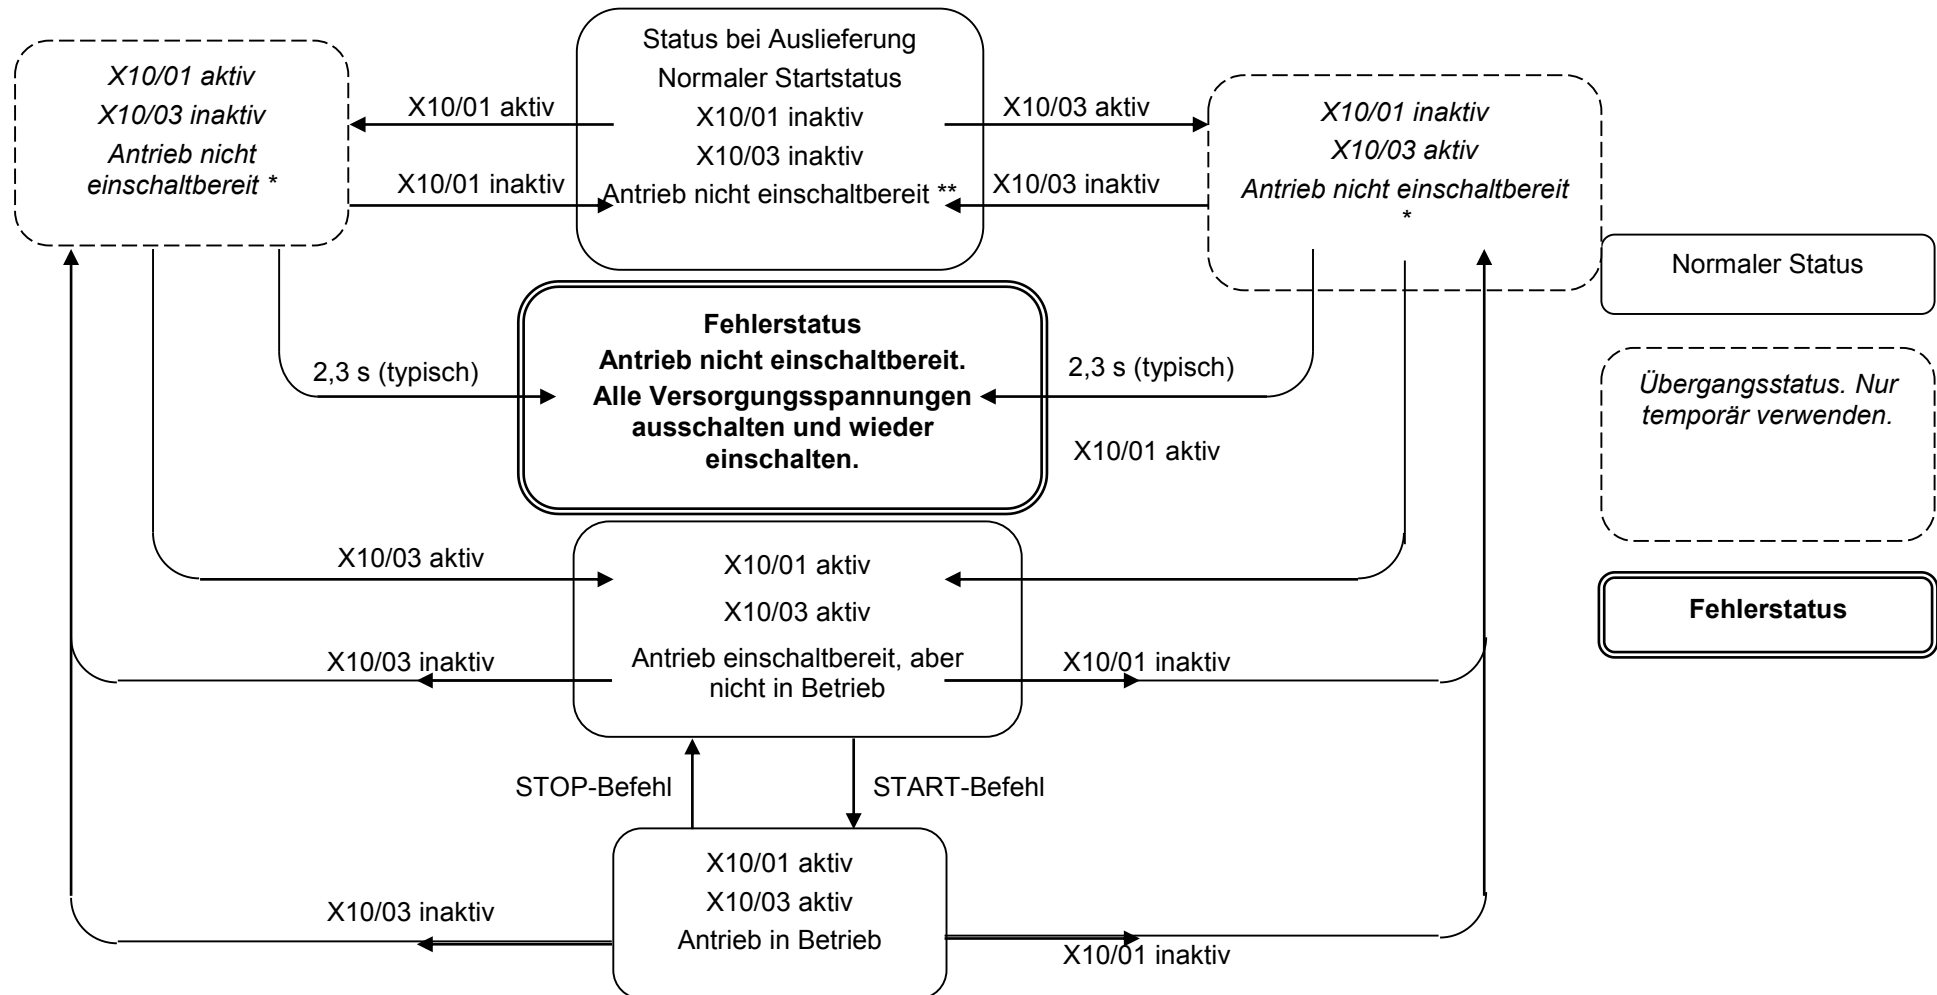 X10/01 aktiv
X10/03 inaktiv
Antrieb nicht
einschaltbereit *
X10/01 aktiv
X10/01 inaktiv
Status bei Auslieferung
Normaler Startstatus
X10/01 inaktiv
X10/03 inaktiv
Antrieb nicht einschaltbereit **
X10/03 aktiv
X10/03 inaktiv
X10/01 inaktiv
X10/03 aktiv
Antrieb nicht einschaltbereit
*
Normaler Status
Übergangsstatus. Nur
temporär verwenden.
Fehlerstatus
2,3 s (typisch)
Fehlerstatus
Antrieb nicht einschaltbereit.
Alle Versorgungsspannungen
ausschalten und wieder
einschalten.
2,3 s (typisch)
X10/01 aktiv
X10/03 aktiv
X10/01 aktiv
X10/03 aktiv
Antrieb einschaltbereit, aber
nicht in Betrieb
X10/03 inaktiv
X10/01 inaktiv
STOP-Befehl
START-Befehl
X10/01 aktiv
X10/03 aktiv
Antrieb in Betrieb
X10/03 inaktiv
X10/01 inaktiv